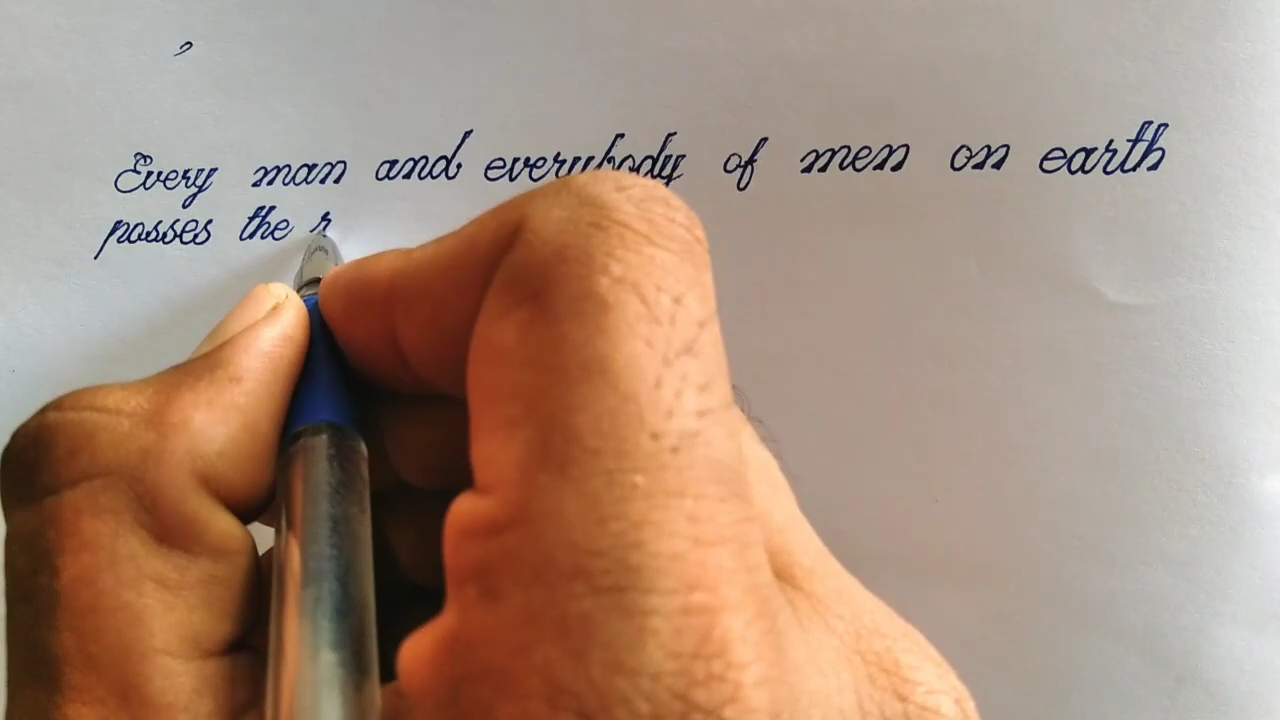 Every man and everybody of men on earth
posses the r